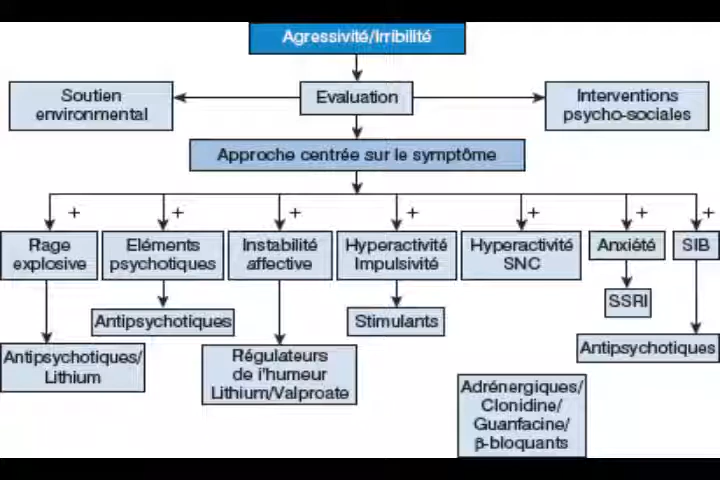 Agressivité/Irribilité
Soutien
environmental
Evaluation
Interventions
psycho-sociales
Approche centrée sur le symptôme
+ + + + + + +
Rage
explosive
Eléments
psychotiques
Instabilité
affective
Hyperactivité
Impulsivité
Hyperactivité
SNC
Anxiété
SIB
SSRI
Antipsychotiques
Stimulants
Antipsychotiques
Antipsychotiques/
Lithium
Régulateurs
de i'humeur
Lithium/Valproate
Adrénergiques/
Clonidine/
Guanfacine/
β-bloquants